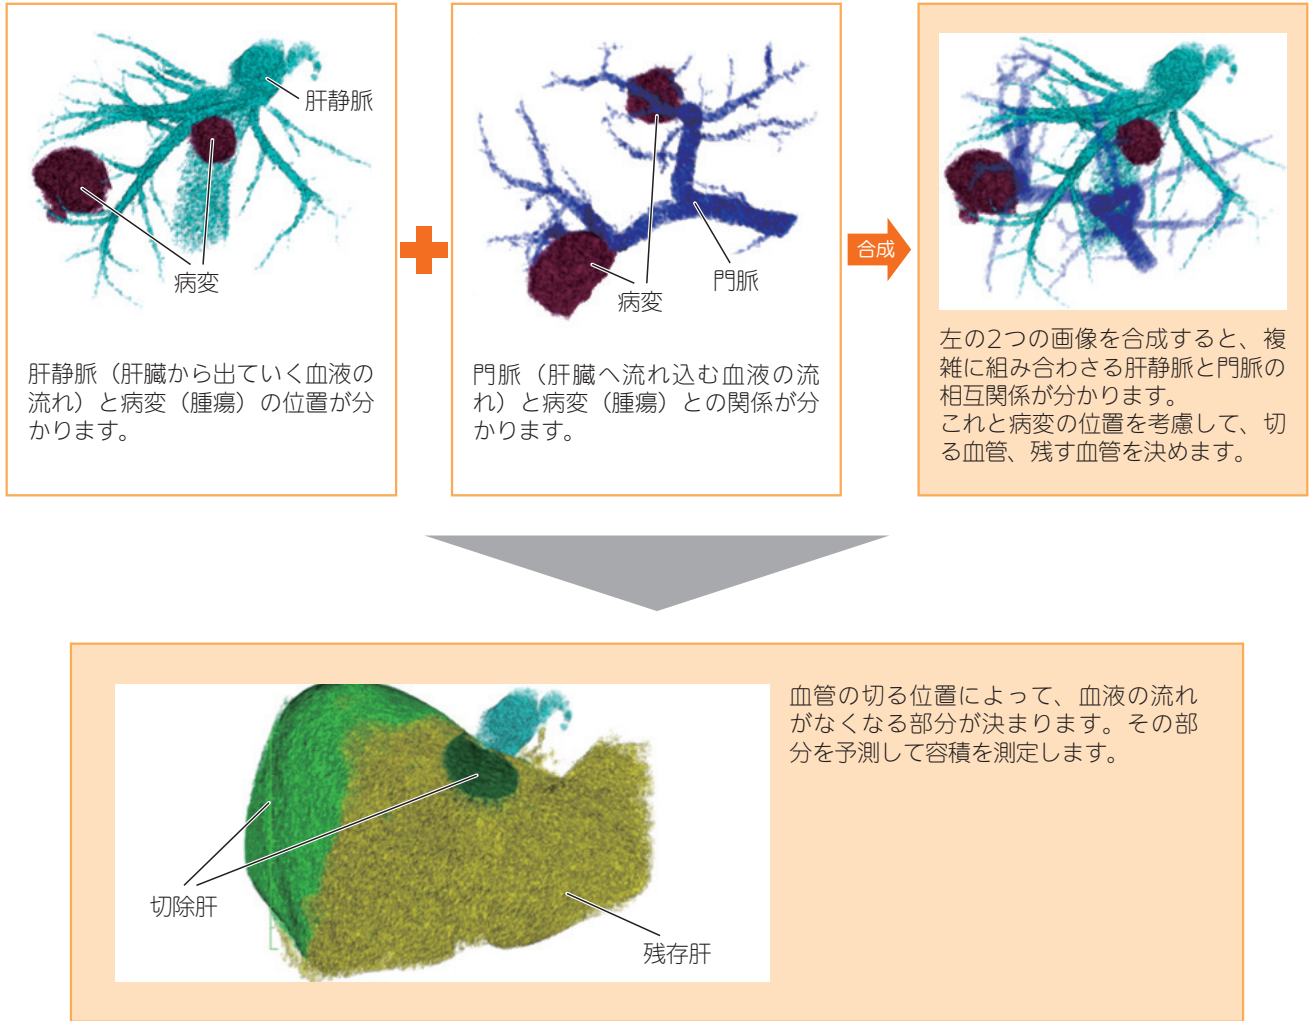 肝静脈
病変
肝静脈（肝臓から出ていく血液の
流れ）と病変（腫瘍）の位置が分
かります。
病変
門脈
門脈（肝臓へ流れ込む血液の流
れ）と病変（腫瘍）との関係が分
かります。
合成
左の2つの画像を合成すると、複
雑に組み合わさる肝静脈と門脈の
相互関係が分かります。
これと病変の位置を考慮して、切
る血管、残す血管を決めます。
切除肝
残存肝
血管の切る位置によって、血液の流れ
がなくなる部分が決まります。その部
分を予測して容積を測定します。